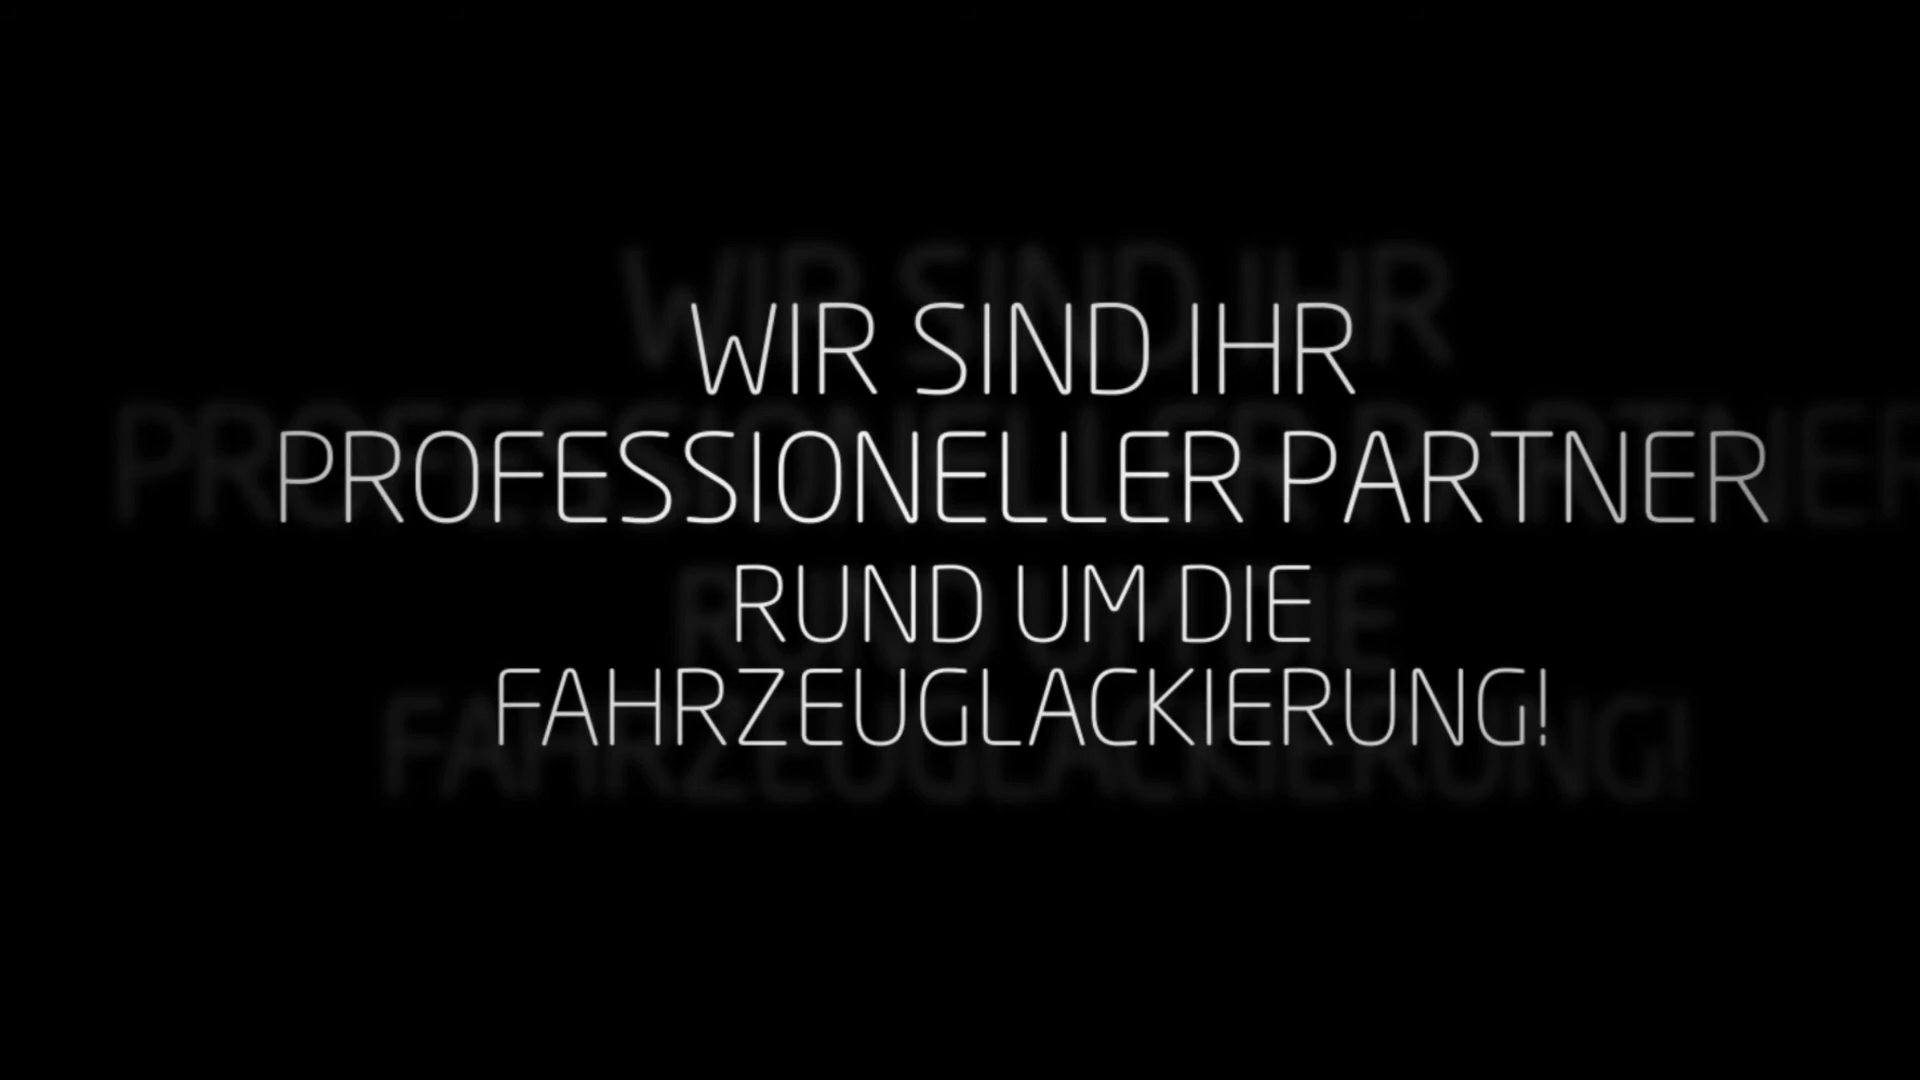 WIR SIND IHR
PROFESSIONELLER PARTNER
RUND UM DIE
FAHRZEUGLACKIERUNG!